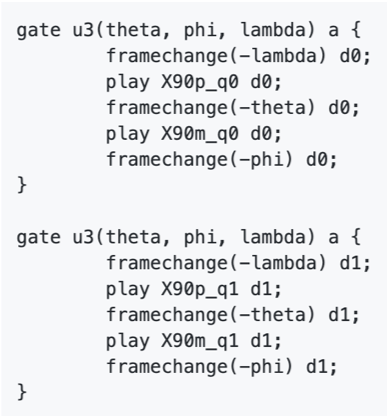 gate u3(theta, phi, lambda) a {
        framechange(−lambda) d0;
        play X90p_q0 d0;
        framechange(−theta) d0;
        play X90m_q0 d0;
        framechange(−phi) d0;
}

gate u3(theta, phi, lambda) a {
        framechange(−lambda) d1;
        play X90p_q1 d1;
        framechange(−theta) d1;
        play X90m_q1 d1;
        framechange(−phi) d1;
}